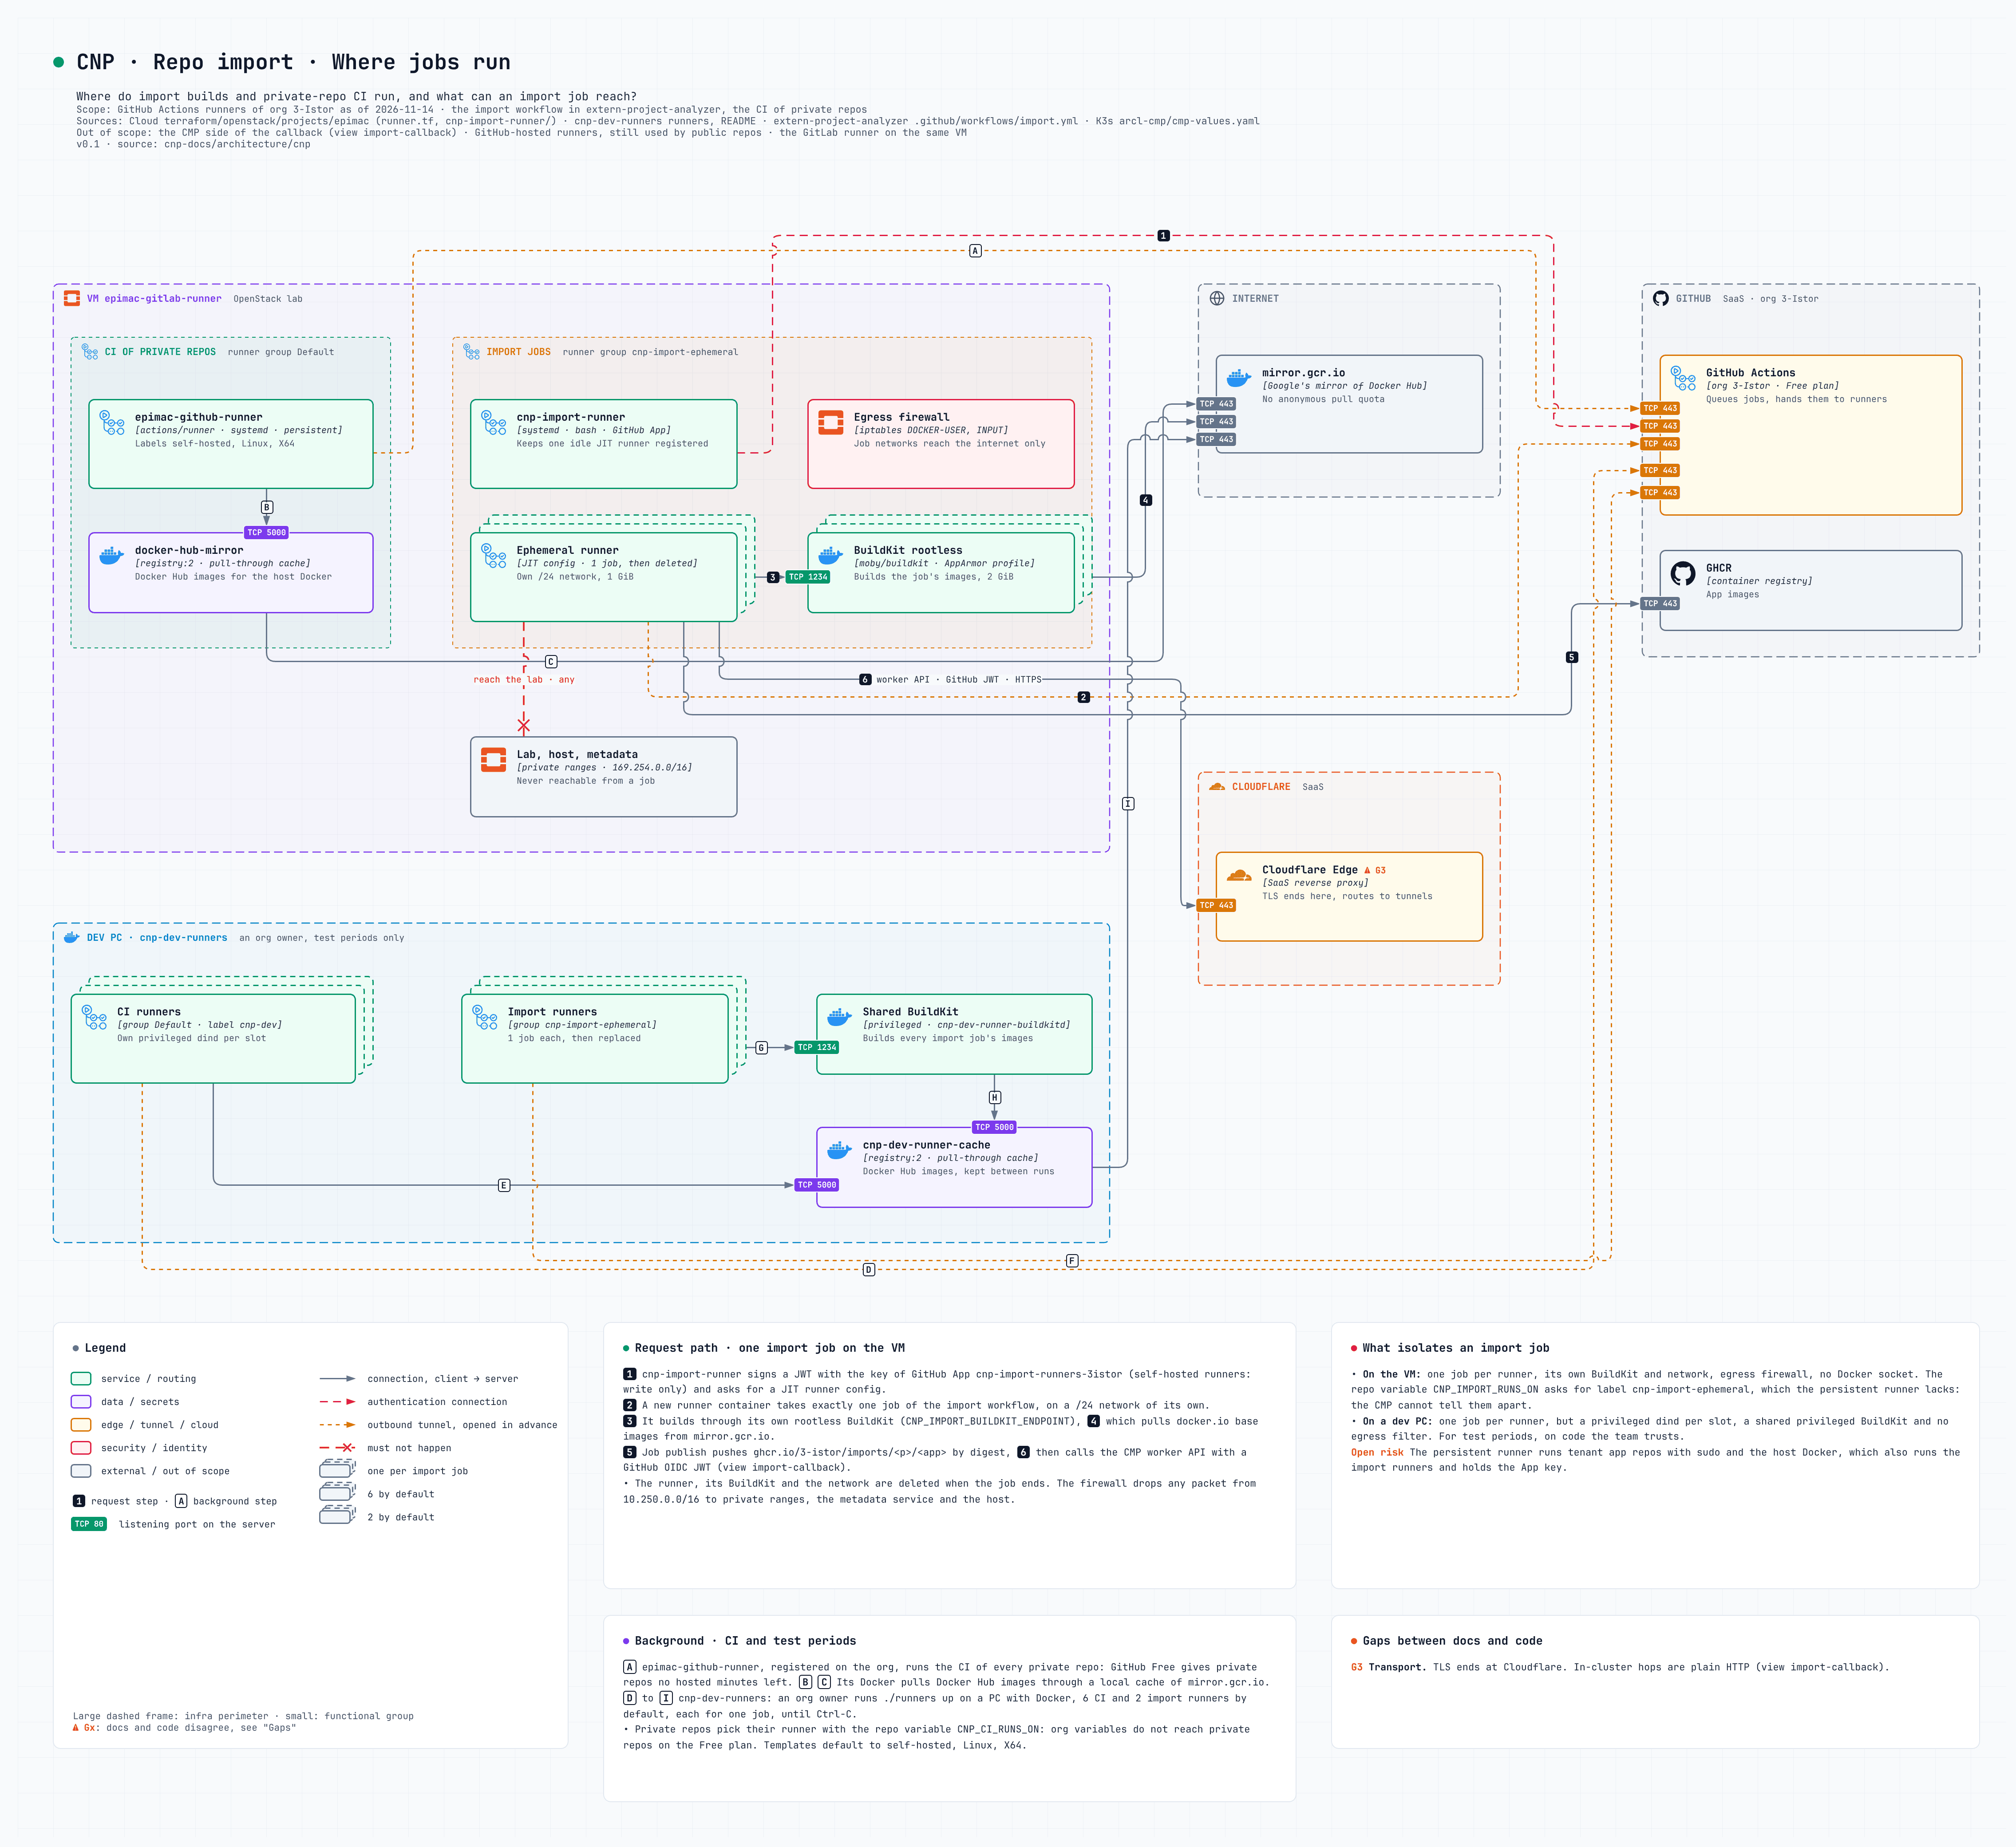 CNP · Repo import · Where jobs run
Where do import builds and private-repo CI run, and what can an import job reach?
Scope: GitHub Actions runners of org 3-Istor as of 2026-11-14 · the import workflow in extern-project-analyzer, the CI of private repos
Sources: Cloud terraform/openstack/projects/epimac (runner.tf, cnp-import-runner/) · cnp-dev-runners runners, README · extern-project-analyzer .github/workflows/import.yml · K3s arcl-cmp/cmp-values.yaml
Out of scope: the CMP side of the callback (view import-callback) · GitHub-hosted runners, still used by public repos · the GitLab runner on the same VM
v0.1 · source: cnp-docs/architecture/cnp
1
A
VM epimac-gitlab-runner OpenStack lab
CI OF PRIVATE REPOS runner group Default
epimac-github-runner
[actions/runner · systemd · persistent]
Labels self-hosted, Linux, X64
B
TCP 5000
docker-hub-mirror
[registry:2 · pull-through cache]
Docker Hub images for the host Docker
IMPORT JOBS runner group cnp-import-ephemeral
cnp-import-runner
[systemd · bash · GitHub App]
Keeps one idle JIT runner registered
Egress firewall
[iptables DOCKER-USER, INPUT]
Job networks reach the internet only
Ephemeral runner
[JIT config · 1 job, then deleted]
Own /24 network, 1 GiB
3
TCP 1234
BuildKit rootless
[moby/buildkit · AppArmor profile]
Builds the job's images, 2 GiB
C
reach the lab · any
6 worker API · GitHub JWT · HTTPS
2
Lab, host, metadata
[private ranges · 169.254.0.0/16]
Never reachable from a job
INTERNET
mirror.gcr.io
[Google's mirror of Docker Hub]
No anonymous pull quota
TCP 443
TCP 443
TCP 443
4
I
GITHUB SaaS · org 3-Istor
GitHub Actions
[org 3-Istor · Free plan]
Queues jobs, hands them to runners
TCP 443
TCP 443
TCP 443
TCP 443
TCP 443
GHCR
[container registry]
App images
TCP 443
5
CLOUDFLARE SaaS
Cloudflare Edge ⚠ G3
[SaaS reverse proxy]
TLS ends here, routes to tunnels
TCP 443
DEV PC · cnp-dev-runners an org owner, test periods only
CI runners
[group Default · label cnp-dev]
Own privileged dind per slot
Import runners
[group cnp-import-ephemeral]
1 job each, then replaced
G
TCP 1234
Shared BuildKit
[privileged · cnp-dev-runner-buildkitd]
Builds every import job's images
H
TCP 5000
cnp-dev-runner-cache
[registry:2 · pull-through cache]
Docker Hub images, kept between runs
E
TCP 5000
F
D
Legend
service / routing
data / secrets
edge / tunnel / cloud
security / identity
external / out of scope
1 request step · A background step
TCP 80 listening port on the server
connection, client → server
authentication connection
outbound tunnel, opened in advance
must not happen
one per import job
6 by default
2 by default
Large dashed frame: infra perimeter · small: functional group
⚠ Gx: docs and code disagree, see "Gaps"
Request path · one import job on the VM
1 cnp-import-runner signs a JWT with the key of GitHub App cnp-import-runners-3istor (self-hosted runners:
write only) and asks for a JIT runner config.
2 A new runner container takes exactly one job of the import workflow, on a /24 network of its own.
3 It builds through its own rootless BuildKit (CNP_IMPORT_BUILDKIT_ENDPOINT), 4 which pulls docker.io base
images from mirror.gcr.io.
5 Job publish pushes ghcr.io/3-istor/imports/<p>/<app> by digest, 6 then calls the CMP worker API with a
GitHub OIDC JWT (view import-callback).
• The runner, its BuildKit and the network are deleted when the job ends. The firewall drops any packet from
10.250.0.0/16 to private ranges, the metadata service and the host.
What isolates an import job
• On the VM: one job per runner, its own BuildKit and network, egress firewall, no Docker socket. The
repo variable CNP_IMPORT_RUNS_ON asks for label cnp-import-ephemeral, which the persistent runner lacks:
the CMP cannot tell them apart.
• On a dev PC: one job per runner, but a privileged dind per slot, a shared privileged BuildKit and no
egress filter. For test periods, on code the team trusts.
Open risk The persistent runner runs tenant app repos with sudo and the host Docker, which also runs the
import runners and holds the App key.
Background · CI and test periods
A epimac-github-runner, registered on the org, runs the CI of every private repo: GitHub Free gives private
repos no hosted minutes left. B C Its Docker pulls Docker Hub images through a local cache of mirror.gcr.io.
D to I cnp-dev-runners: an org owner runs ./runners up on a PC with Docker, 6 CI and 2 import runners by
default, each for one job, until Ctrl-C.
• Private repos pick their runner with the repo variable CNP_CI_RUNS_ON: org variables do not reach private
repos on the Free plan. Templates default to self-hosted, Linux, X64.
Gaps between docs and code
G3 Transport. TLS ends at Cloudflare. In-cluster hops are plain HTTP (view import-callback).